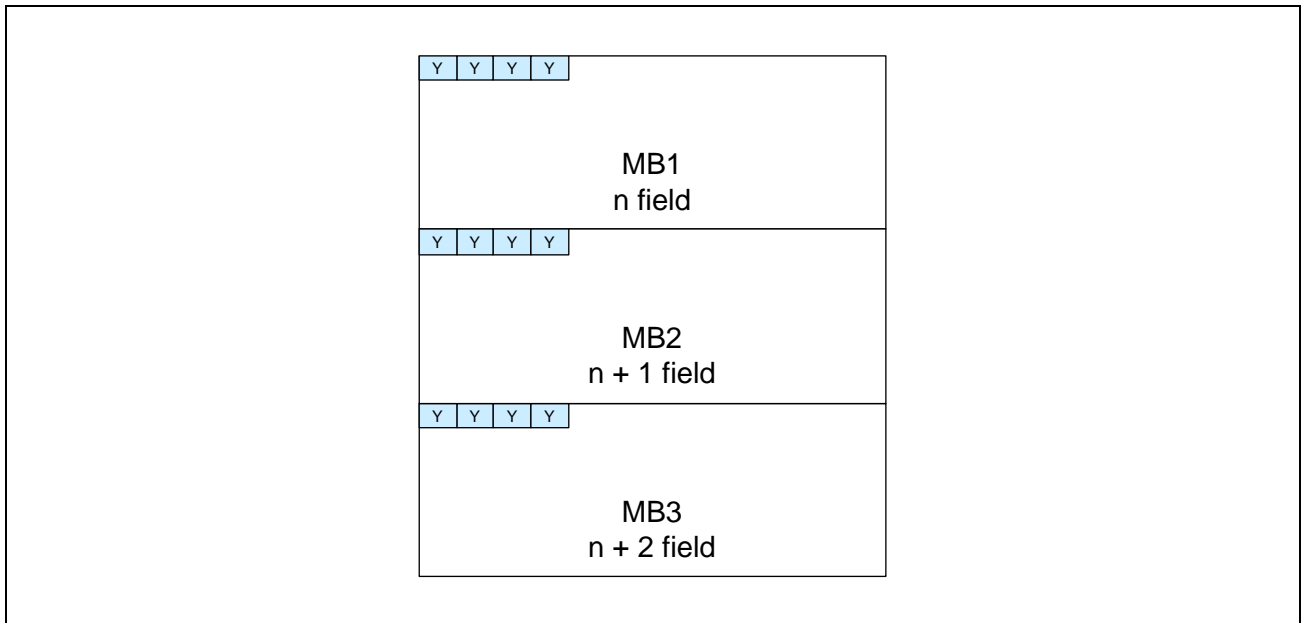 Y Y Y Y
MB1
n field
Y Y Y Y
MB2
n + 1 field
Y Y Y Y
MB3
n + 2 field